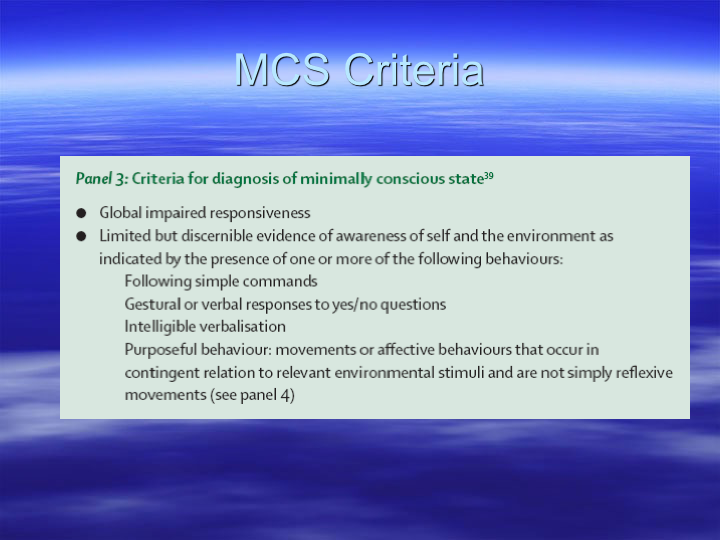 MCS Criteria
Panel 3: Criteria for diagnosis of minimally conscious state³⁹
● Global impaired responsiveness
● Limited but discernible evidence of awareness of self and the environment as
indicated by the presence of one or more of the following behaviours:
Following simple commands
Gestural or verbal responses to yes/no questions
Intelligible verbalisation
Purposeful behaviour: movements or affective behaviours that occur in
contingent relation to relevant environmental stimuli and are not simply reflexive
movements (see panel 4)